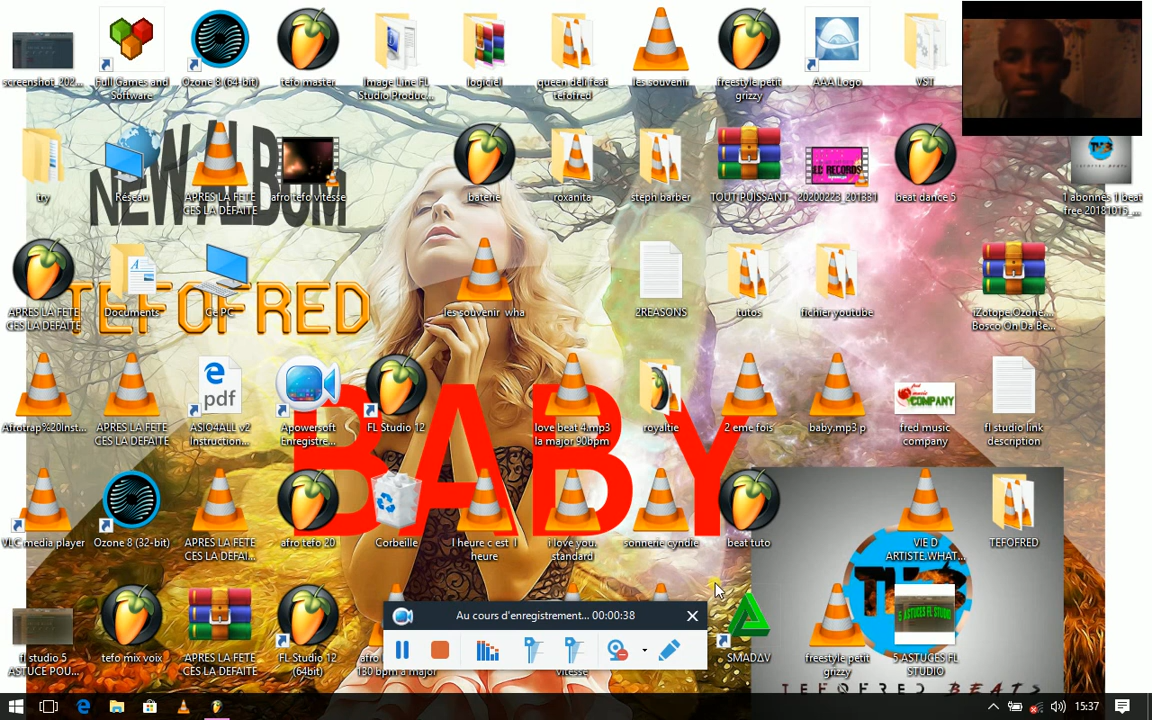 screenshot_202...
Full Games and
Software
Ozone 8 (64-bit)
tefo master
Image Line FL
Studio Produc...
logiciel
queen deli feat
tefofred
les souvenir
freestyle petit
grizzy
AAA Logo
VST
try
Réseau
APRES LA FETE
CES LA DEFAITE
afro tefo vitesse
baterie
roxanita
steph barber
TOUT PUISSANT
20200223_201331
beat dance 5
1 abonnes 1 beat
free 20181015_...
NEW ALBUM
APRES LA FETE
CES LA DEFAITE
Documents
Ce PC
les souvenir wha
2REASONS
tutos
fichier youtube
iZotope.Ozone....
Bosco On Da Be...
TEFOFRED
Afrotrap%20Inst...
APRES LA FETE
CES LA DEFAITE
ASIO4ALL v2
Instruction...
Apowersoft
Enregistre...
FL Studio 12
love beat 4.mp3
la major 90bpm
royaltie
2 eme fois
baby.mp3 p
fred music
company
fl studio link
description
BABY
VLC media player
Ozone 8 (32-bit)
APRES LA FETE
CES LA DEFAI...
afro tefo 20
Corbeille
l heure c est l
heure
i love you.
standard
sonnerie cyndie
beat tuto
VIE D
ARTISTE.WHAT...
TEFOFRED
fl studio 5
ASTUCE POU...
tefo mix voix
APRES LA FETE
CES LA DEFAITE
FL Studio 12
(64bit)
130 bpm a major
vitesse
SMADΔV
freestyle petit
grizzy
5 ASTUCES FL
STUDIO
Au cours d'enregistrement... 00:00:38
TEFOFRED BEATS
15:37